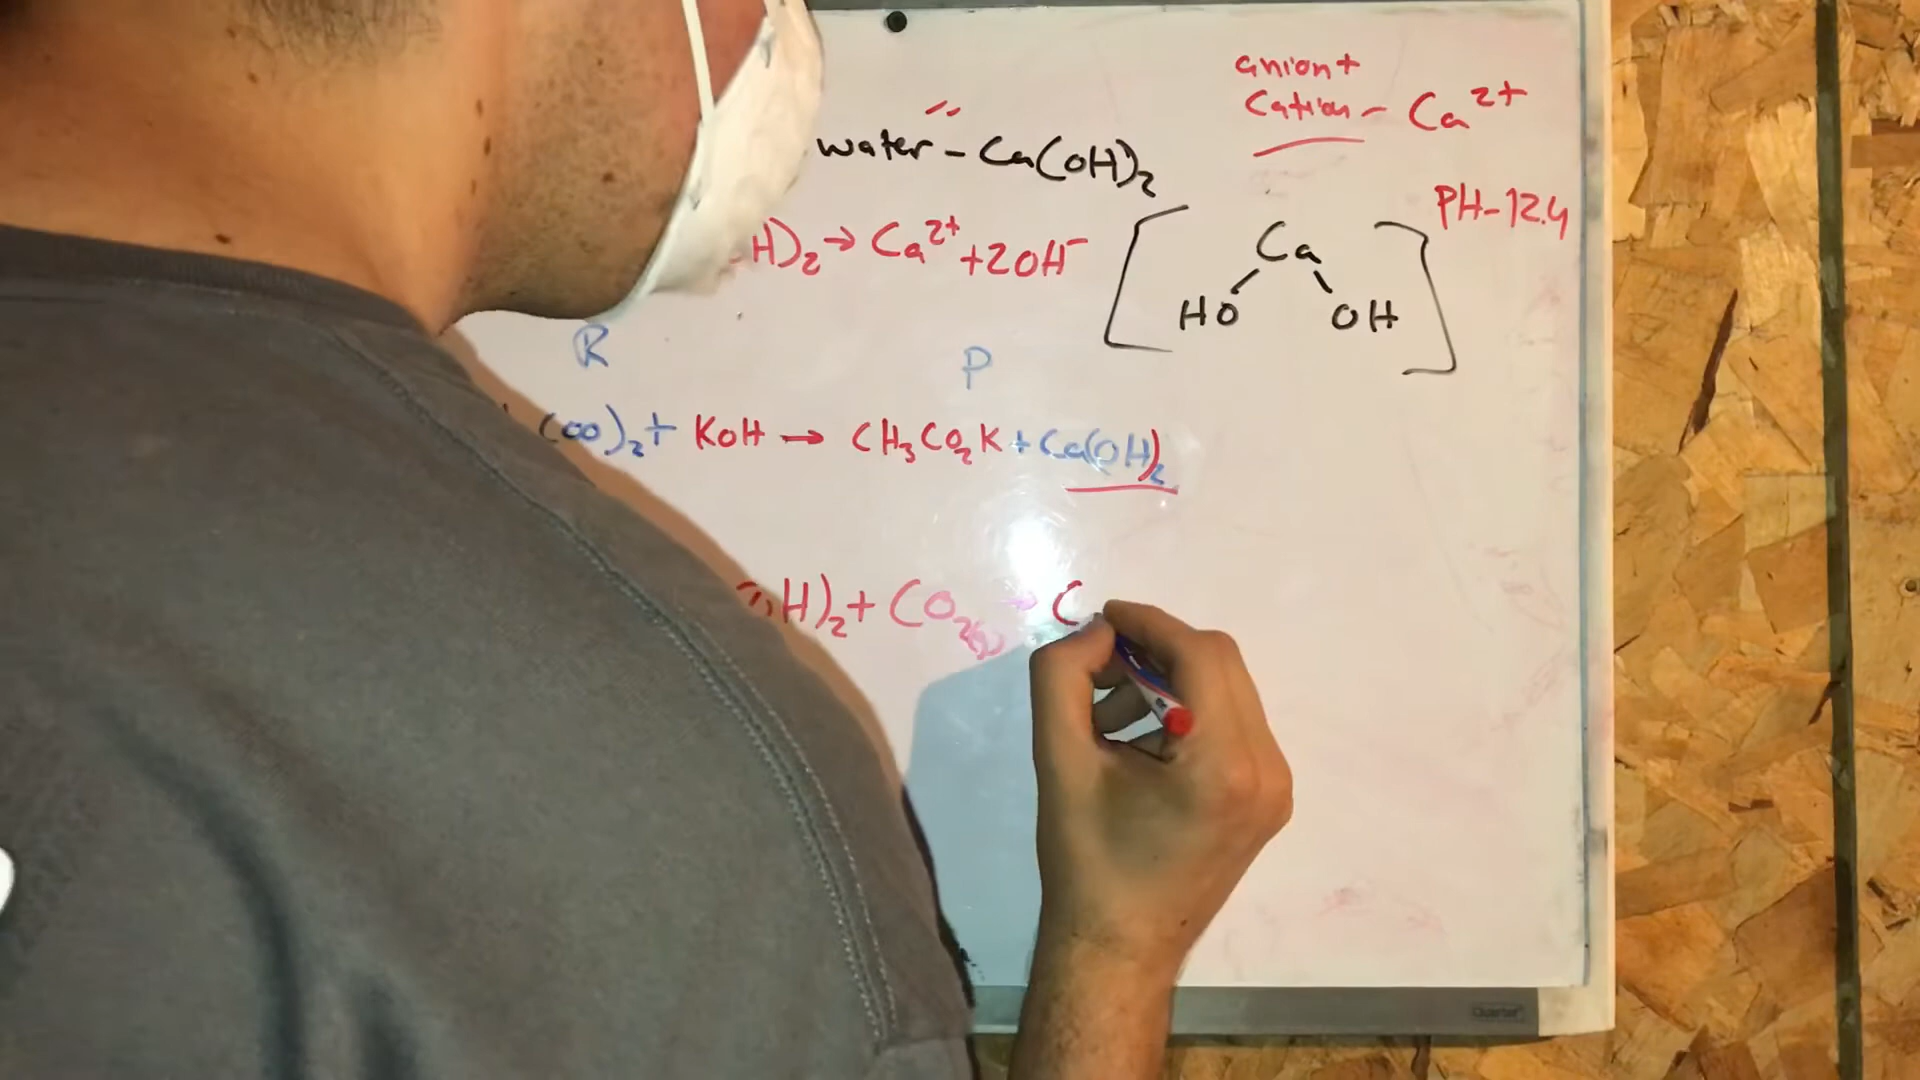 anion+
Cation - Ca²⁺
water - Ca(OH)₂
PH-12.4
H)₂ → Ca²⁺ + 2OH⁻
Ca
HO OH
R
P
(oo)₂ + KOH → CH₃CO₂K + Ca(OH)₂
H)₂ + CO₂ → C
Quartet